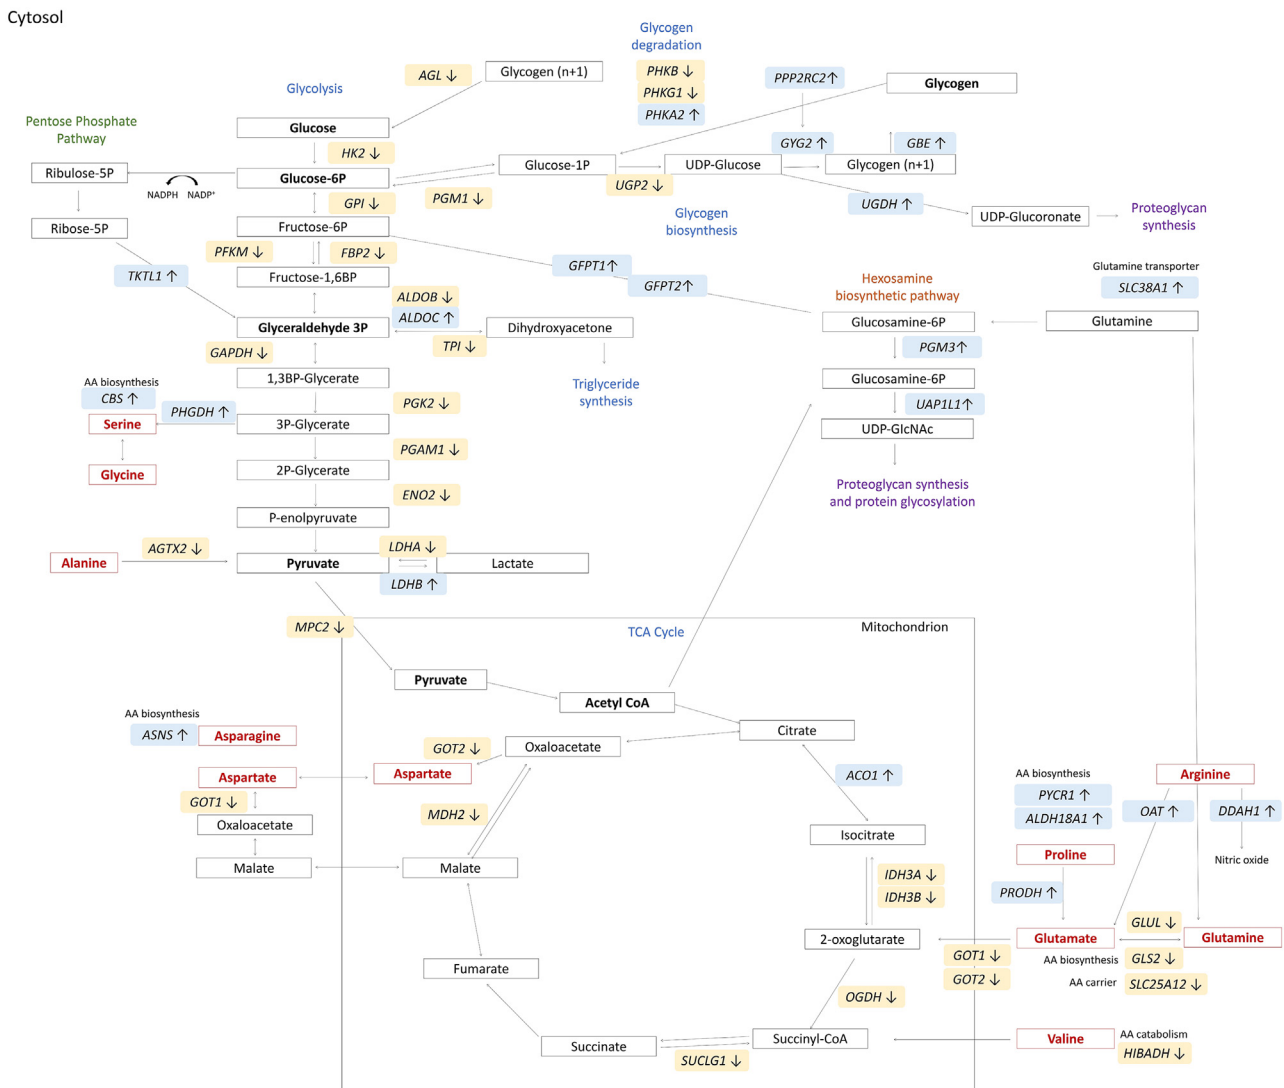 Cytosol
Glycogen
degradation
AGL ↓
Glycogen (n+1)
PHKB ↓
PHKG1 ↓
PHKA2 ↑
PPP2RC2↑
Glycogen
Glycolysis
Pentose Phosphate
Pathway
Glucose
HK2 ↓
GYG2 ↑
GBE ↑
Ribulose-5P
NADPH NADP⁺
Glucose-6P
Glucose-1P
UDP-Glucose
Glycogen (n+1)
UGP2 ↓
GPI ↓
PGM1 ↓
UGDH ↑
Ribose-5P
Fructose-6P
Glycogen
biosynthesis
UDP-Glucoronate
Proteoglycan
synthesis
PFKM ↓
FBP2 ↓
TKTL1 ↑
Fructose-1,6BP
GFPT1↑
GFPT2↑
Hexosamine
biosynthetic pathway
Glutamine transporter
SLC38A1 ↑
ALDOB ↓
ALDOC ↑
Glyceraldehyde 3P
Dihydroxyacetone
Glucosamine-6P
Glutamine
GAPDH ↓
TPI ↓
PGM3↑
1,3BP-Glycerate
Triglyceride
synthesis
Glucosamine-6P
AA biosynthesis
CBS ↑
PHGDH ↑
PGK2 ↓
UAP1L1↑
Serine
3P-Glycerate
UDP-GlcNAc
PGAM1 ↓
Glycine
2P-Glycerate
Proteoglycan synthesis
and protein glycosylation
ENO2 ↓
P-enolpyruvate
AGTX2 ↓
LDHA ↓
Alanine
Pyruvate
Lactate
LDHB ↑
MPC2 ↓
TCA Cycle
Mitochondrion
Pyruvate
Acetyl CoA
AA biosynthesis
ASNS ↑
Asparagine
Citrate
GOT2 ↓
Oxaloacetate
Aspartate
Aspartate
ACO1 ↑
AA biosynthesis
Arginine
GOT1 ↓
PYCR1 ↑
ALDH18A1 ↑
OAT ↑
DDAH1 ↑
MDH2 ↓
Oxaloacetate
Isocitrate
Proline
Nitric oxide
Malate
Malate
IDH3A ↓
IDH3B ↓
PRODH ↑
GLUL ↓
2-oxoglutarate
Glutamate
Glutamine
GOT1 ↓
AA biosynthesis
GLS2 ↓
Fumarate
GOT2 ↓
AA carrier
SLC25A12 ↓
OGDH ↓
Succinate
SUCLG1 ↓
Succinyl-CoA
Valine
AA catabolism
HIBADH ↓